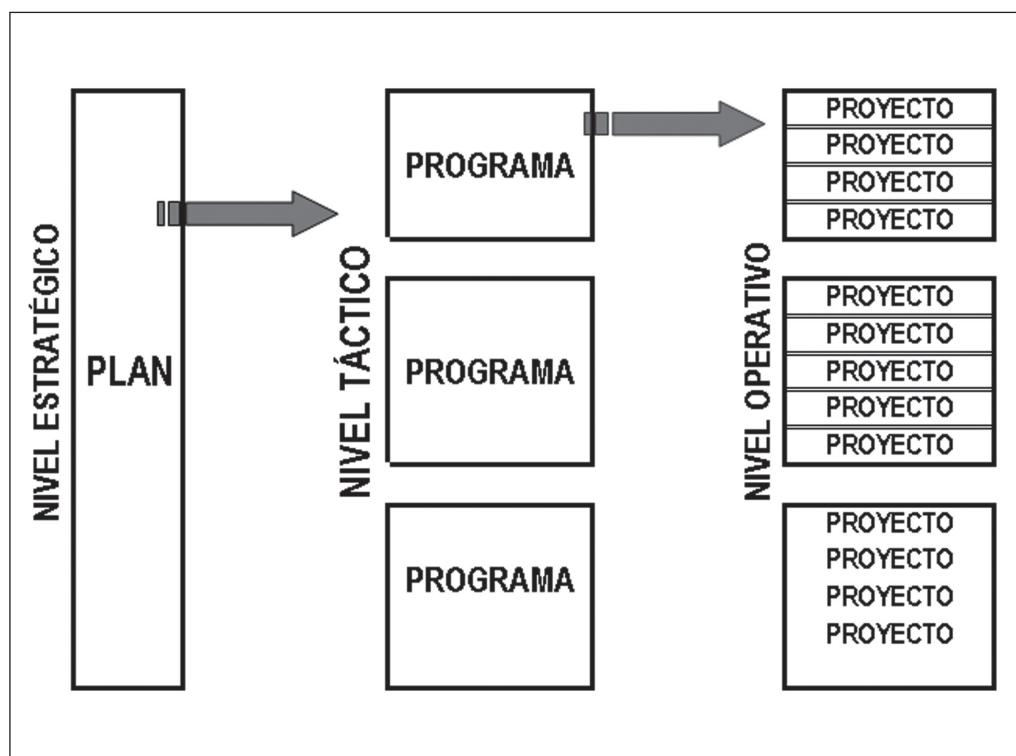 NIVEL ESTRATÉGICO
PLAN
NIVEL TÁCTICO
PROGRAMA
PROGRAMA
PROGRAMA
NIVEL OPERATIVO
PROYECTO
PROYECTO
PROYECTO
PROYECTO
PROYECTO
PROYECTO
PROYECTO
PROYECTO
PROYECTO
PROYECTO
PROYECTO
PROYECTO
PROYECTO